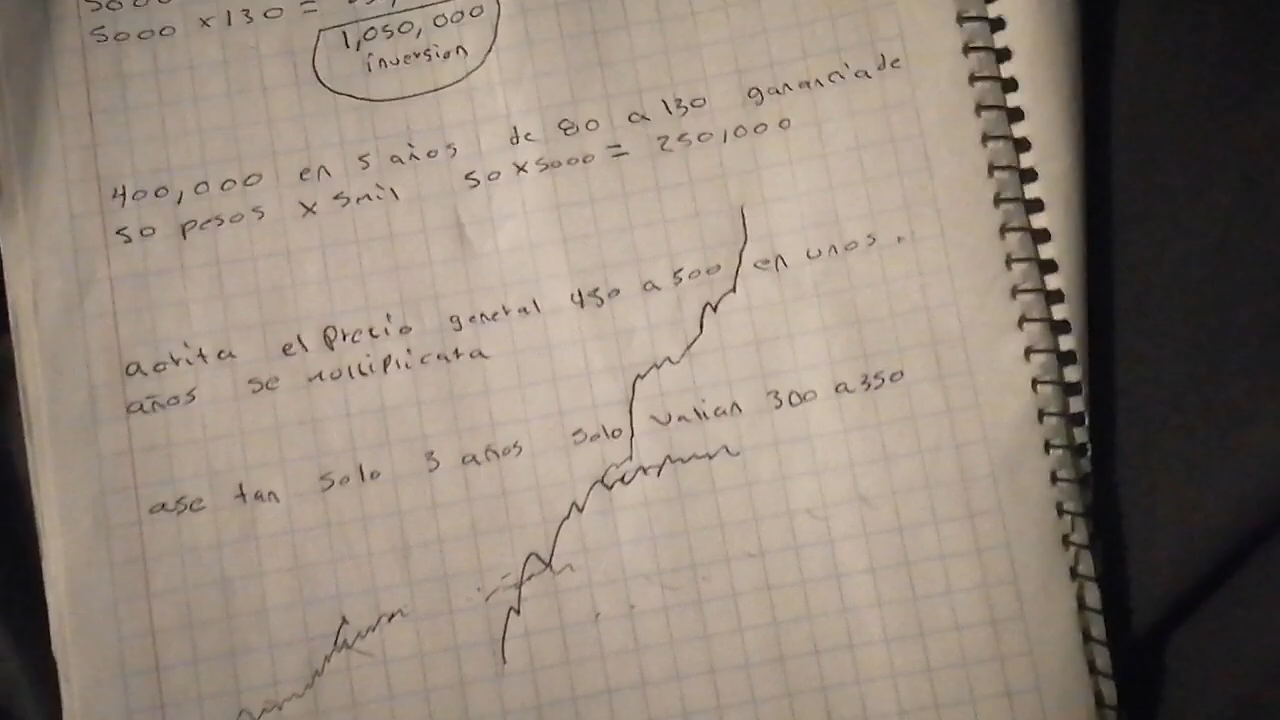 5000 x 130 =
1,050,000
inversion
400,000 en 5 años de 80 a 130 ganancia de
50 pesos x 5mil 50 x 5000 = 250,000
aorita el precio general 450 a 500 en unos.
años se
ase tan solo 3 años solo valian 300 a 350